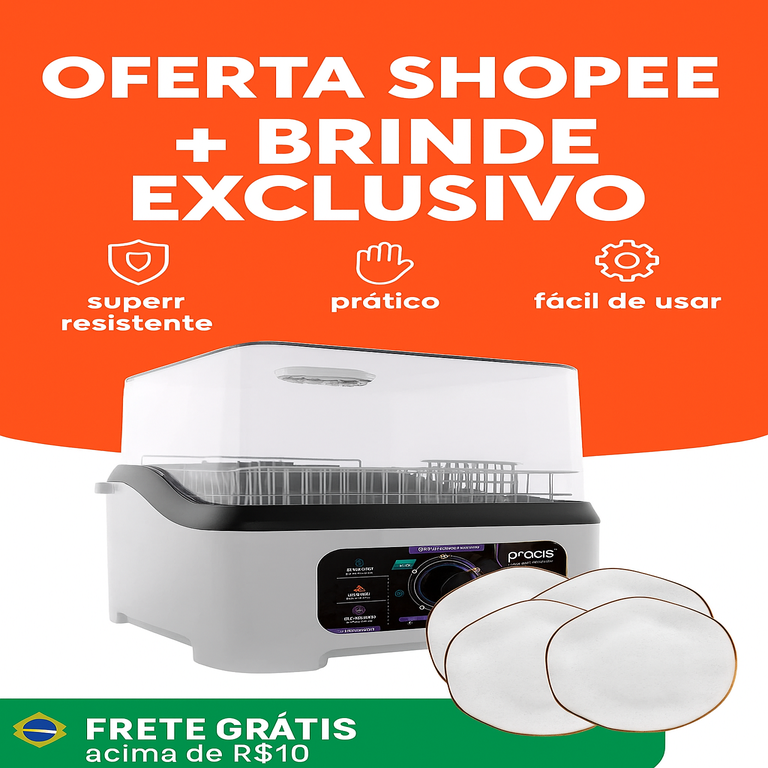 OFERTA SHOPEE
+ BRINDE
EXCLUSIVO
superr
resistente
prático
fácil de usar
pracis
FRETE GRÁTIS
acima de R$10